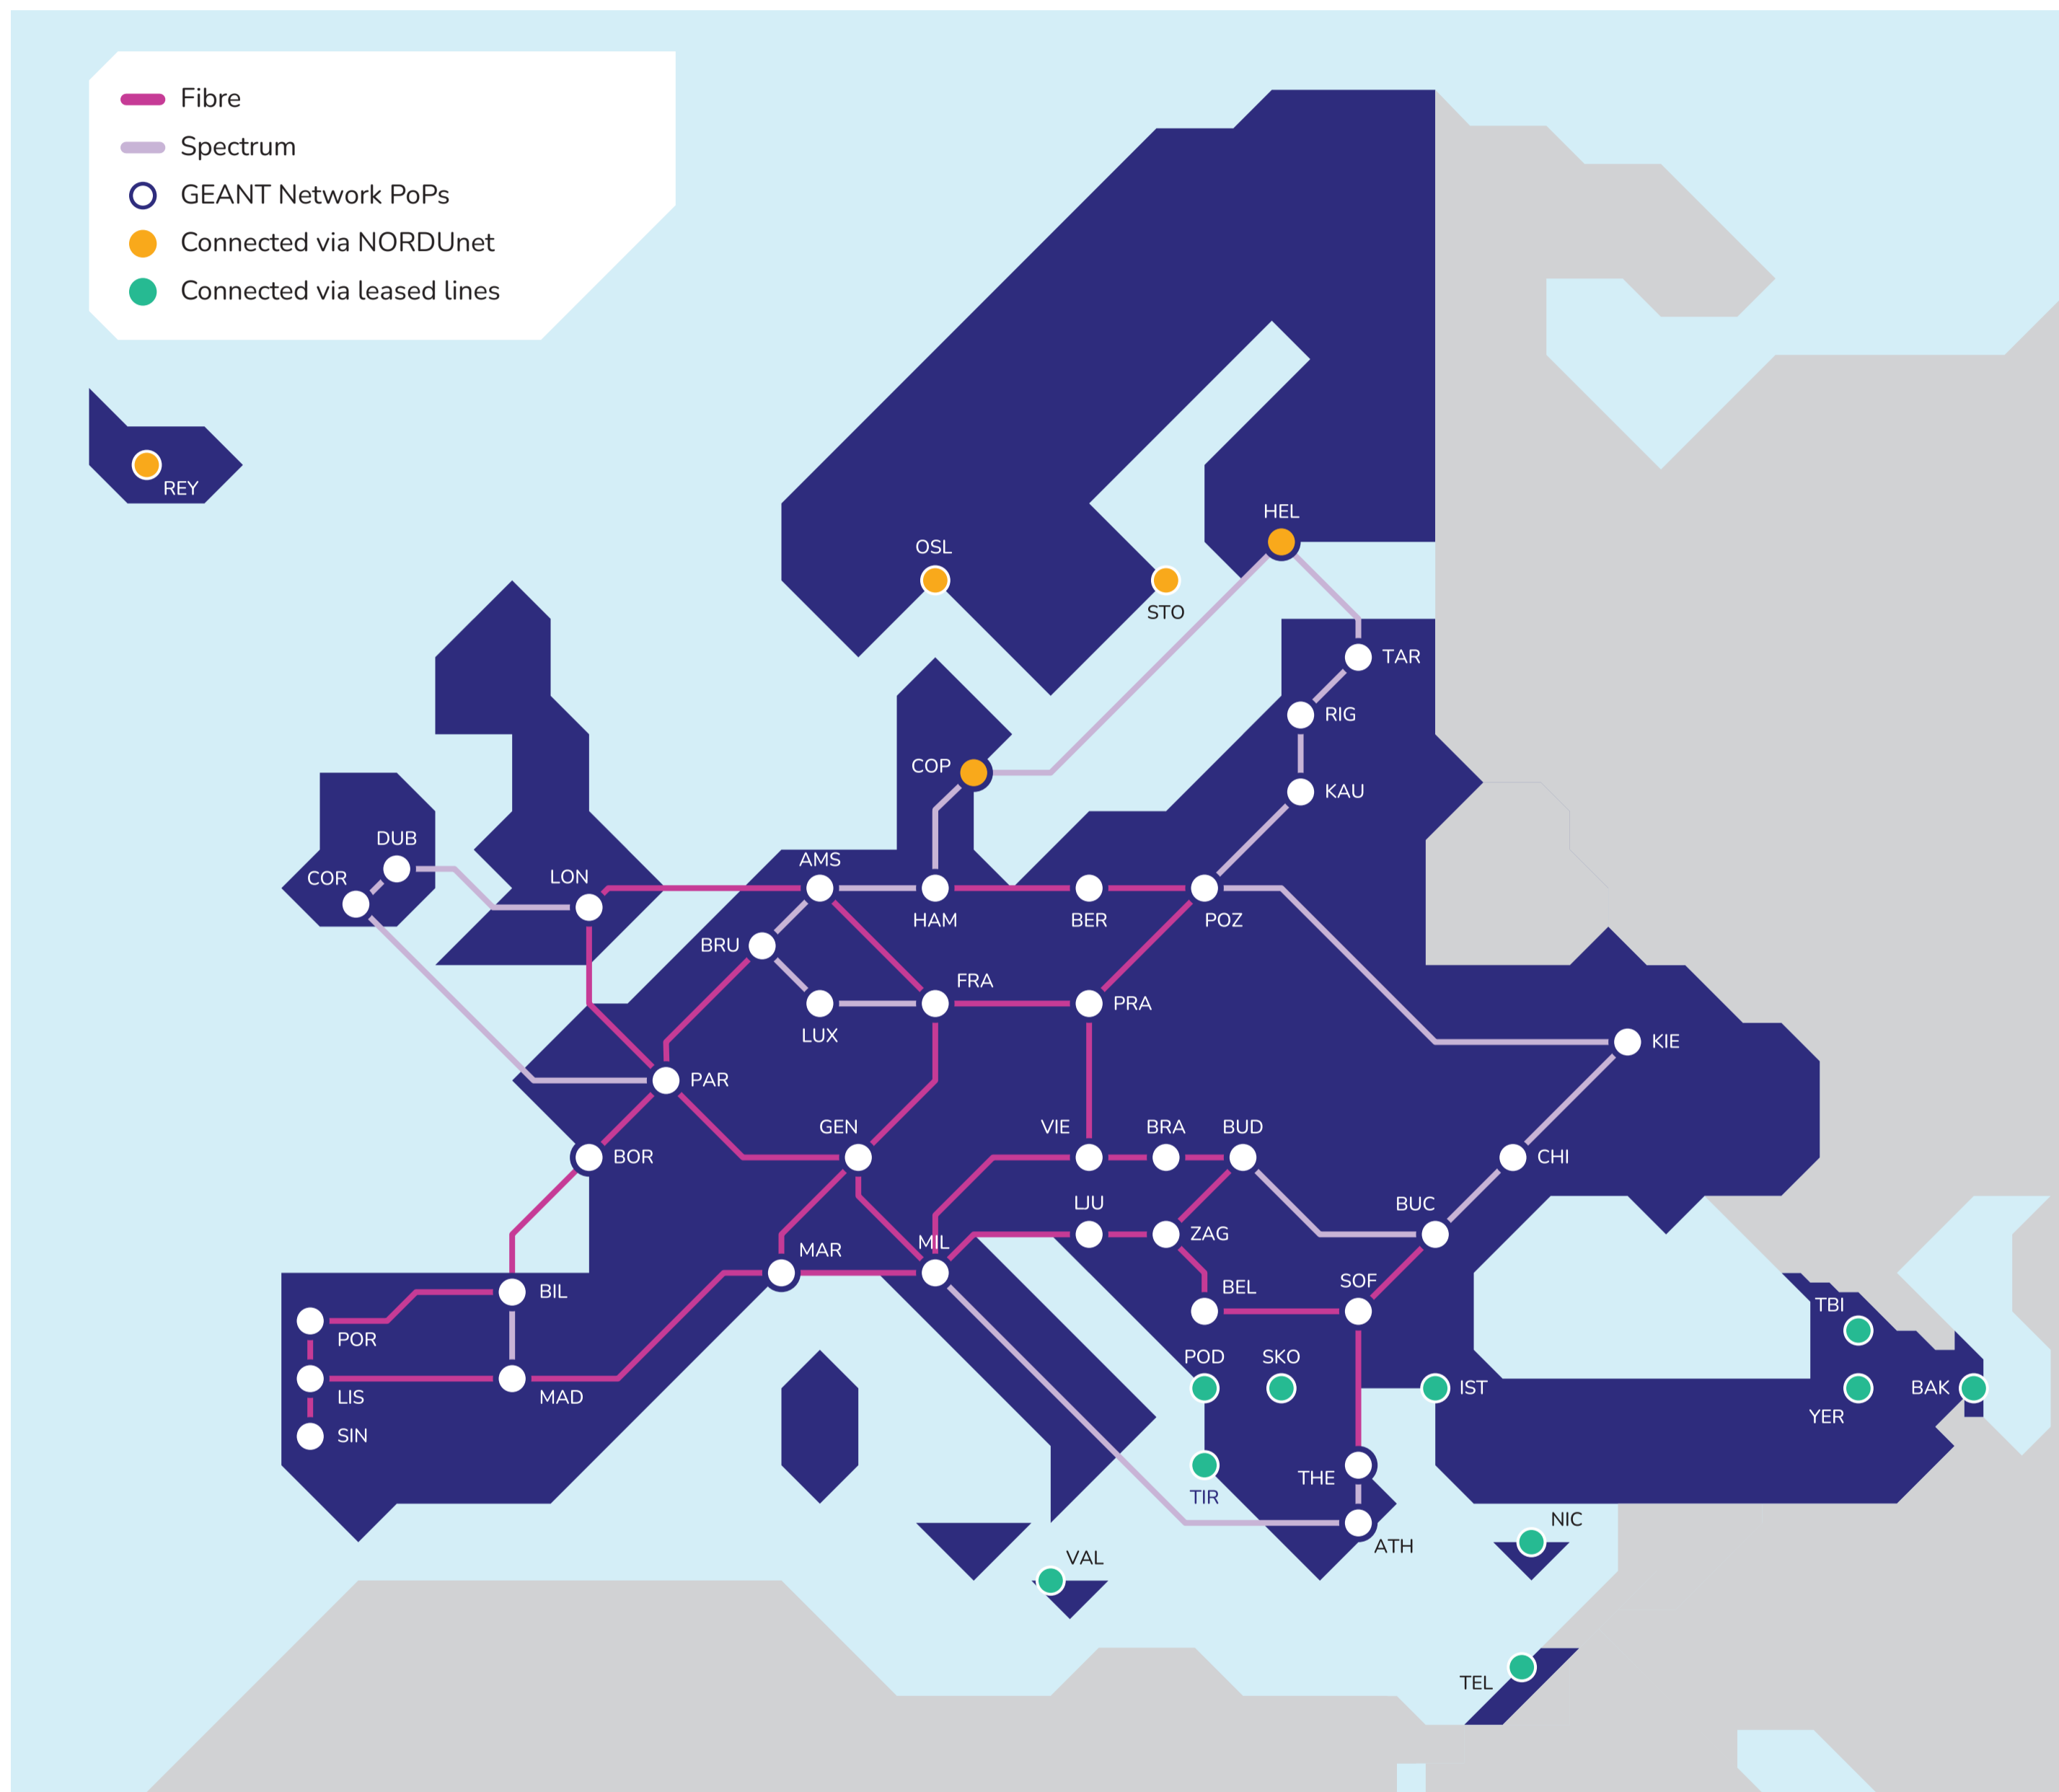 Fibre
Spectrum
GEANT Network PoPs
Connected via NORDUnet
Connected via leased lines
REY
HEL
OSL
STO
TAR
RIG
COP
KAU
DUB
AMS
LON
COR
HAM
BER
POZ
BRU
FRA
PRA
LUX
KIE
PAR
GEN
VIE
BRA
BUD
BOR
CHI
LJU
BUC
ZAG
MIL
MAR
SOF
BEL
BIL
TBI
POR
POD
SKO
IST
BAK
LIS
MAD
YER
SIN
THE
TIR
NIC
ATH
VAL
TEL